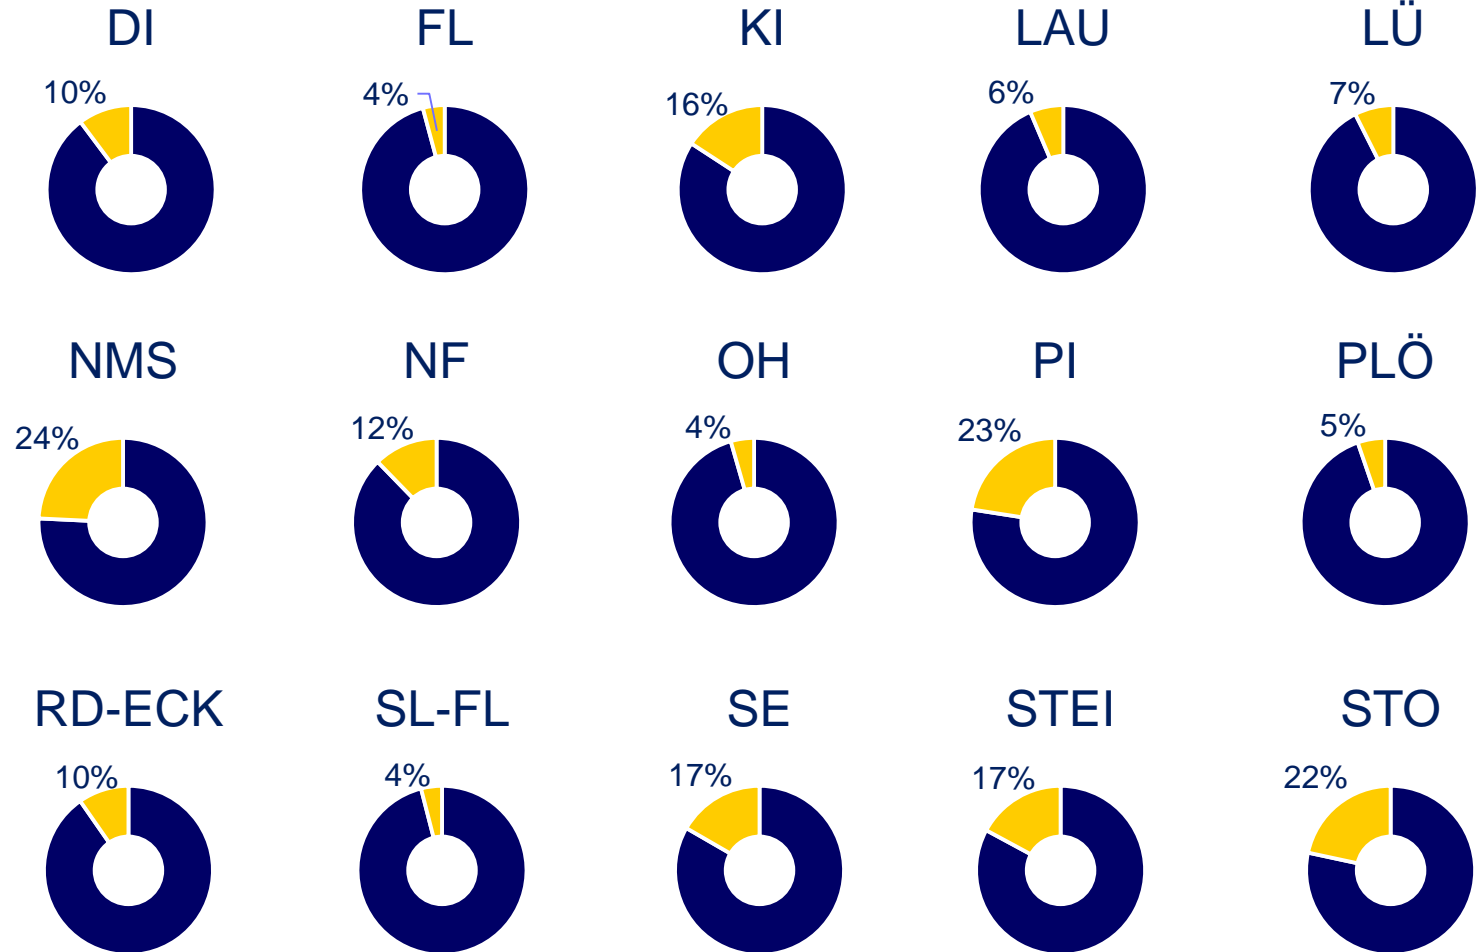 DI FL KI LAU LÜ
10% 4% 16% 6% 7%
NMS NF OH PI PLÖ
24% 12% 4% 23% 5%
RD-ECK SL-FL SE STEI STO
10% 4% 17% 17% 22%